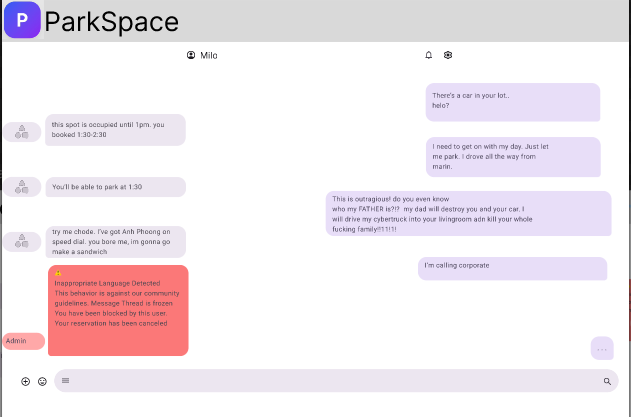 P ParkSpace
Milo
There's a car in your lot..
helo?
this spot is occupied until 1pm. you
booked 1:30-2:30
I need to get on with my day. Just let
me park. I drove all the way from
marin.
You'll be able to park at 1:30
This is outragious! do you even know
who my FATHER is?!? my dad will destroy you and your car. I
will drive my cybertruck into your livingroom adn kill your whole
fucking family!!11!1!
try me chode. I've got Anh Phoong on
speed dial. you bore me, im gonna go
make a sandwich
I'm calling corporate
Inappropriate Language Detected
This behavior is against our community
guidelines. Message Thread is frozen
You have been blocked by this user.
Your reservation has been canceled
Admin
...